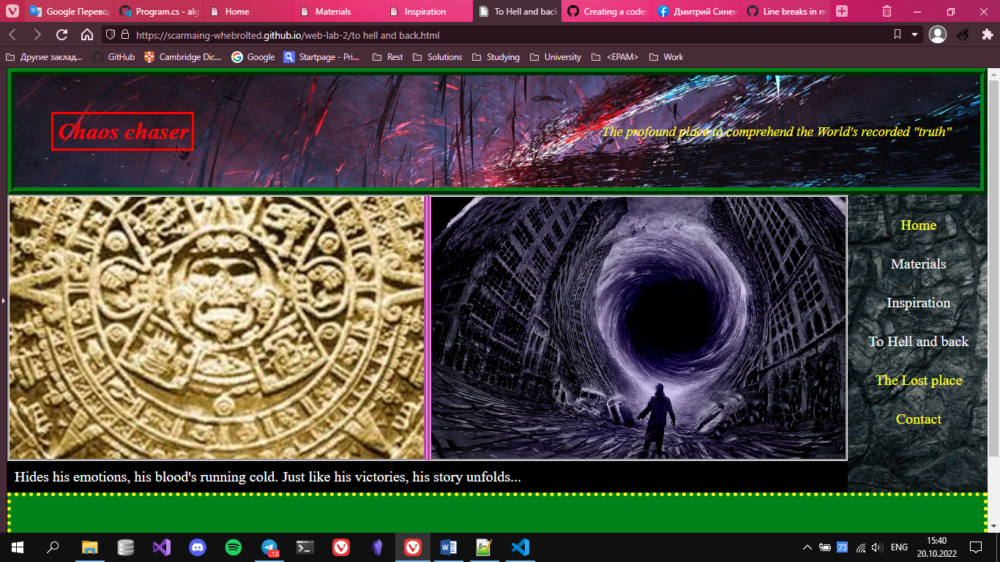 Google Перевод
Program.cs - alg
Home
Materials
Inspiration
To Hell and back
Creating a codes
Дмитрий Синен
Line breaks in m
https://scarmaing-whebrolted.github.io/web-lab-2/to hell and back.html
Другие заклад...
GitHub
Cambridge Dic...
Google
Startpage - Pri...
Rest
Solutions
Studying
University
<EPAM>
Work
Chaos chaser
The profound place to comprehend the World's recorded "truth"
Home
Materials
Inspiration
To Hell and back
The Lost place
Contact
Hides his emotions, his blood's running cold. Just like his victories, his story unfolds...
.10
73
ENG
15:40
20.10.2022